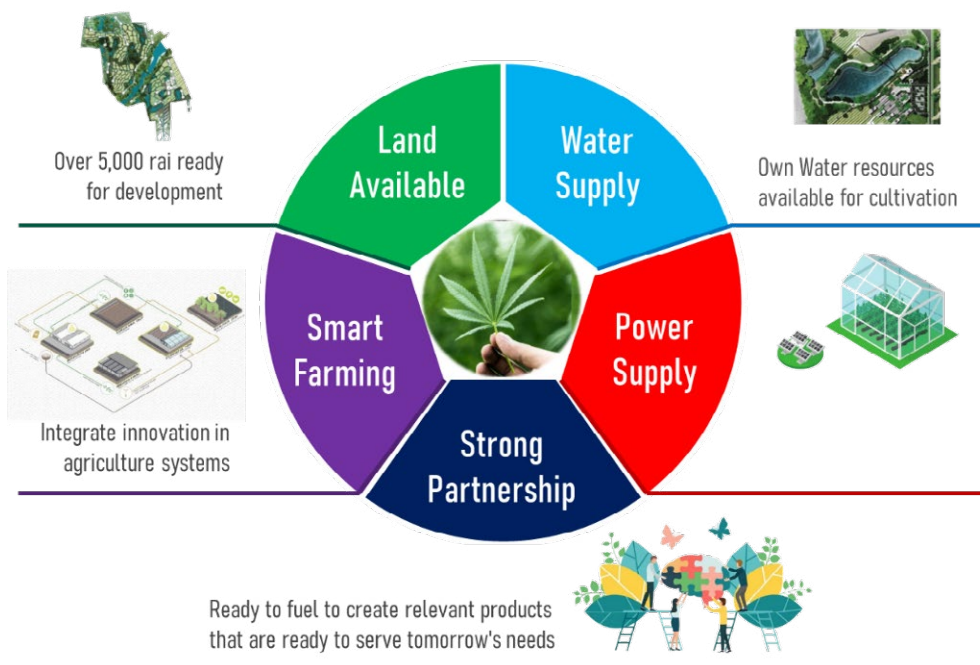 Land
Available
Water
Supply
Over 5,000 rai ready
for development
Own Water resources
available for cultivation
Smart
Farming
Power
Supply
Integrate innovation in
agriculture systems
Strong
Partnership
Ready to fuel to create relevant products
that are ready to serve tomorrow's needs